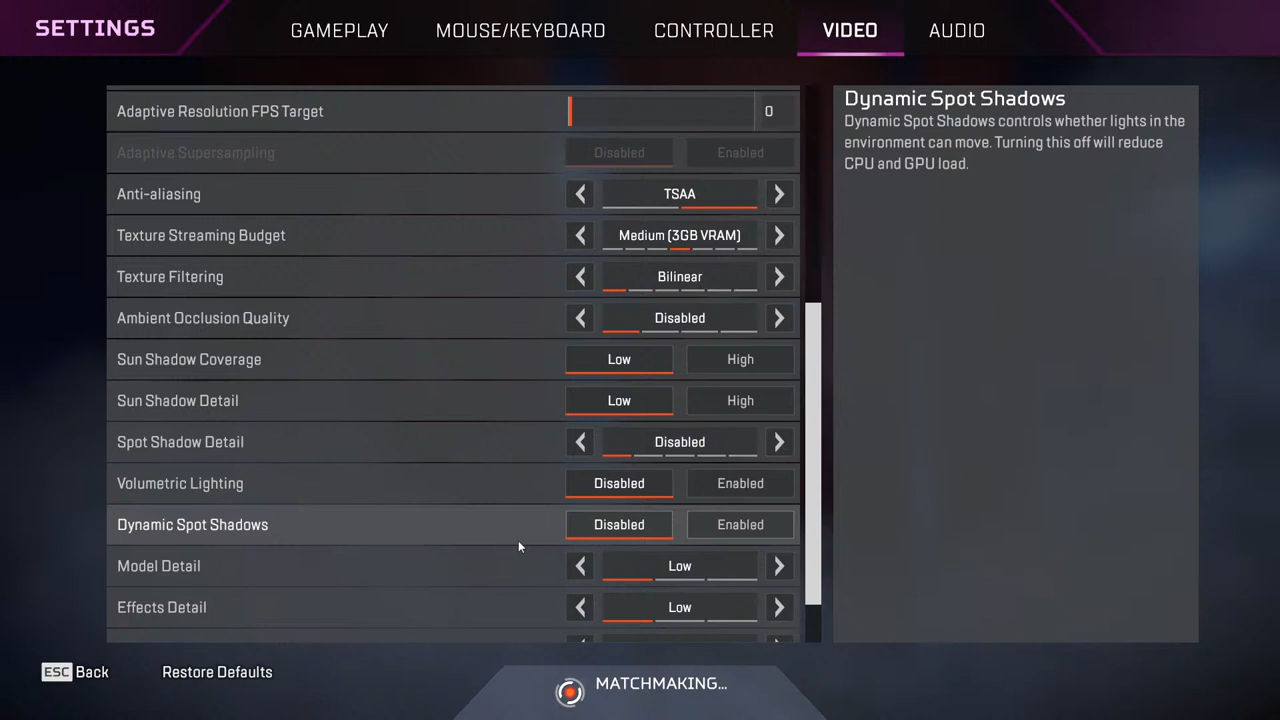 SETTINGS
GAMEPLAY
MOUSE/KEYBOARD
CONTROLLER
VIDEO
AUDIO
Adaptive Resolution FPS Target
0
Adaptive Supersampling
Disabled
Enabled
Anti-aliasing
TSAA
Texture Streaming Budget
Medium (3GB VRAM)
Texture Filtering
Bilinear
Ambient Occlusion Quality
Disabled
Sun Shadow Coverage
Low
High
Sun Shadow Detail
Low
High
Spot Shadow Detail
Disabled
Volumetric Lighting
Disabled
Enabled
Dynamic Spot Shadows
Disabled
Enabled
Model Detail
Low
Effects Detail
Low
Dynamic Spot Shadows
Dynamic Spot Shadows controls whether lights in the
environment can move. Turning this off will reduce
CPU and GPU load.
ESC Back
Restore Defaults
MATCHMAKING...